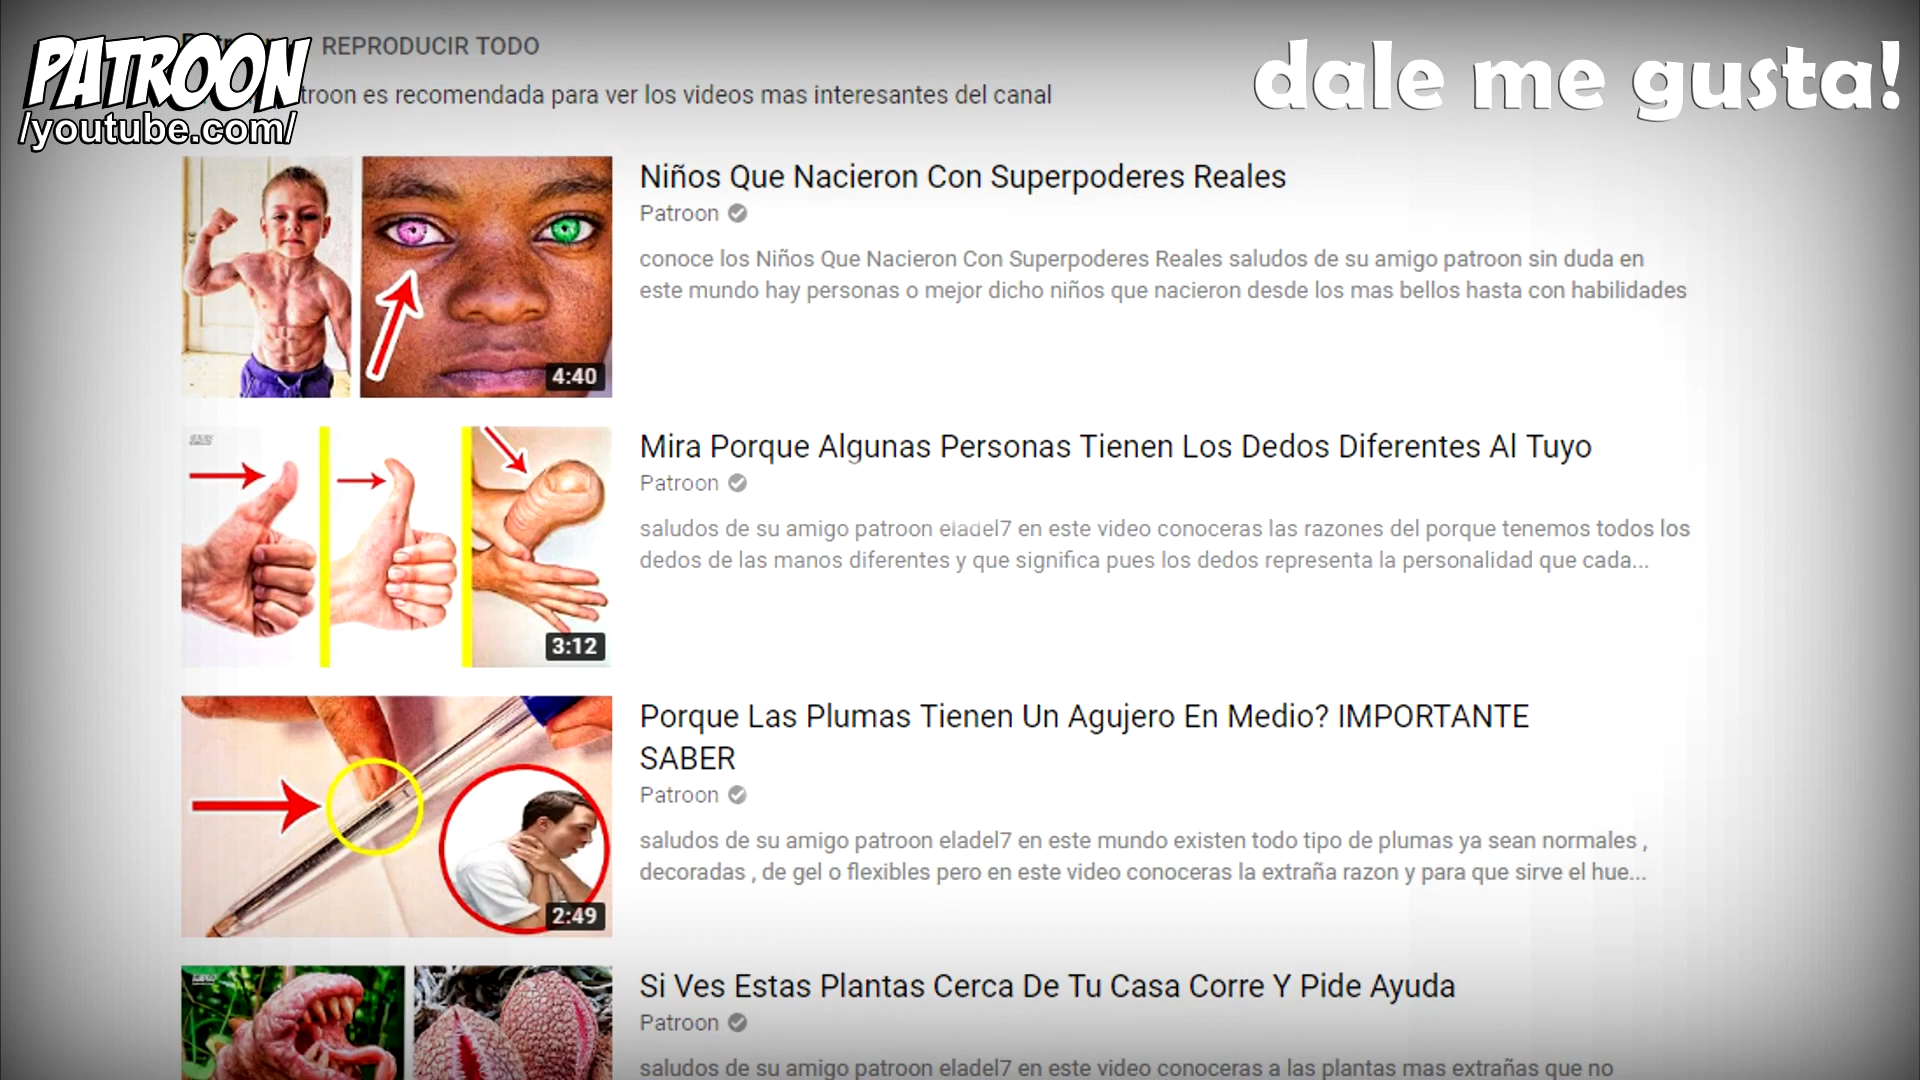 PATROON
/youtube.com/
REPRODUCIR TODO
es recomendada para ver los videos mas interesantes del canal
dale me gusta!
Niños Que Nacieron Con Superpoderes Reales
Patroon
conoce los Niños Que Nacieron Con Superpoderes Reales saludos de su amigo patroon sin duda en
este mundo hay personas o mejor dicho niños que nacieron desde los mas bellos hasta con habilidades
4:40
Mira Porque Algunas Personas Tienen Los Dedos Diferentes Al Tuyo
Patroon
saludos de su amigo patroon eladel7 en este video conoceras las razones del porque tenemos todos los
dedos de las manos diferentes y que significa pues los dedos representa la personalidad que cada...
3:12
Porque Las Plumas Tienen Un Agujero En Medio? IMPORTANTE
SABER
Patroon
saludos de su amigo patroon eladel7 en este mundo existen todo tipo de plumas ya sean normales ,
decoradas , de gel o flexibles pero en este video conoceras la extraña razon y para que sirve el hue...
2:49
Si Ves Estas Plantas Cerca De Tu Casa Corre Y Pide Ayuda
Patroon
saludos de su amigo patroon eladel7 en este video conoceras a las plantas mas extrañas que no